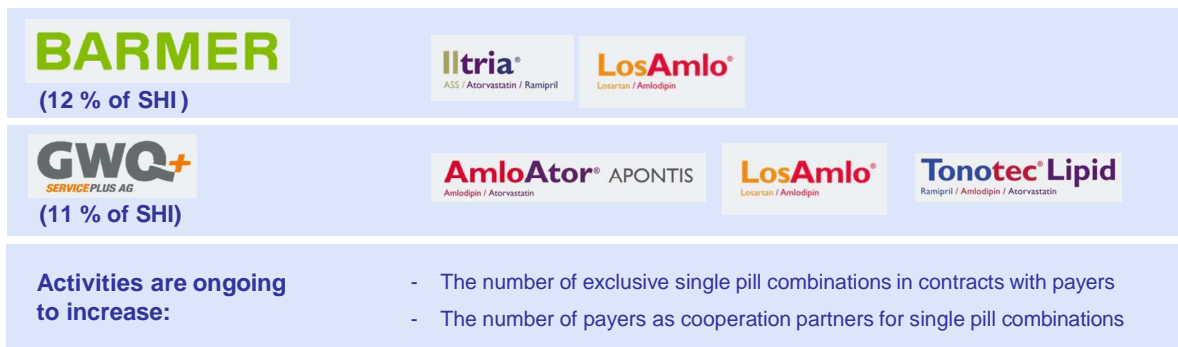 BARMER
(12 % of SHI)
Iltria®
ASS / Atorvastatin / Ramipril
LosAmlo®
Losartan / Amlodipin
GWQ+
SERVICEPLUS AG
(11 % of SHI)
AmloAtor® APONTIS
Amlodipin / Atorvastatin
LosAmlo®
Losartan / Amlodipin
Tonotec® Lipid
Ramipril / Amlodipin / Atorvastatin
Activities are ongoing
to increase:
- The number of exclusive single pill combinations in contracts with payers
- The number of payers as cooperation partners for single pill combinations